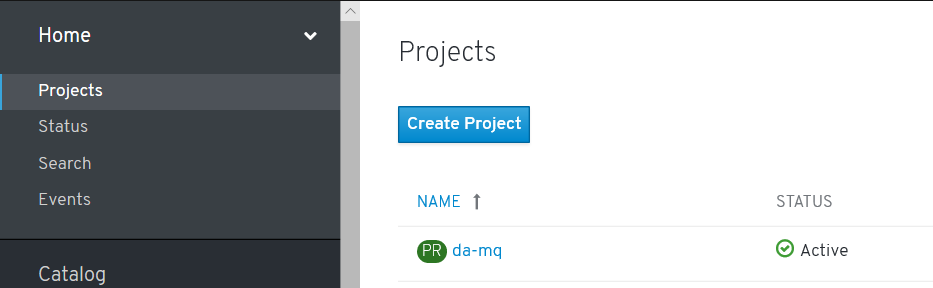 Home
Projects
Status
Search
Events
Catalog
Projects
Create Project
NAME STATUS
PR da-mq Active